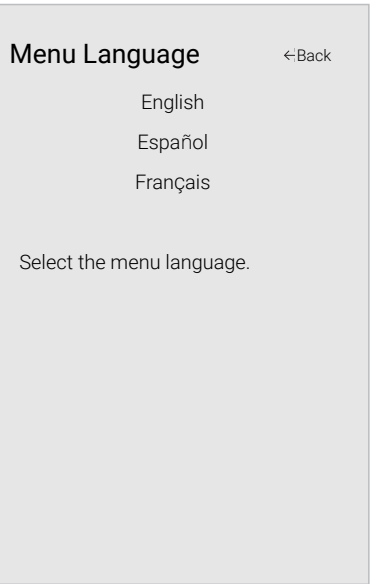 Menu Language ←Back
English
Español
Français
Select the menu language.